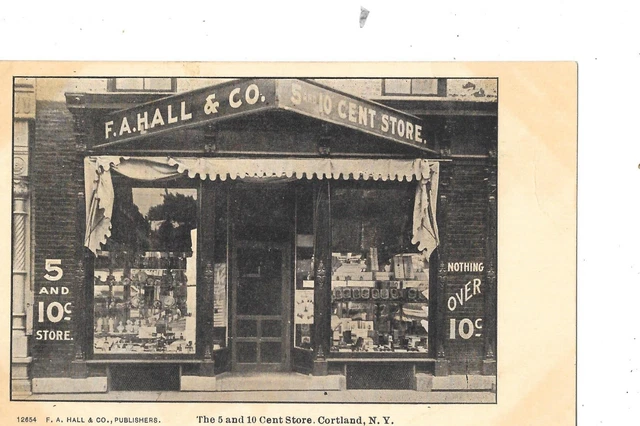 F.A.HALL & CO.
5 AND 10 CENT STORE.
5
AND
10¢
STORE.
NOTHING
OVER
10¢
12654 F. A. HALL & CO., PUBLISHERS.
The 5 and 10 Cent Store. Cortland, N. Y.